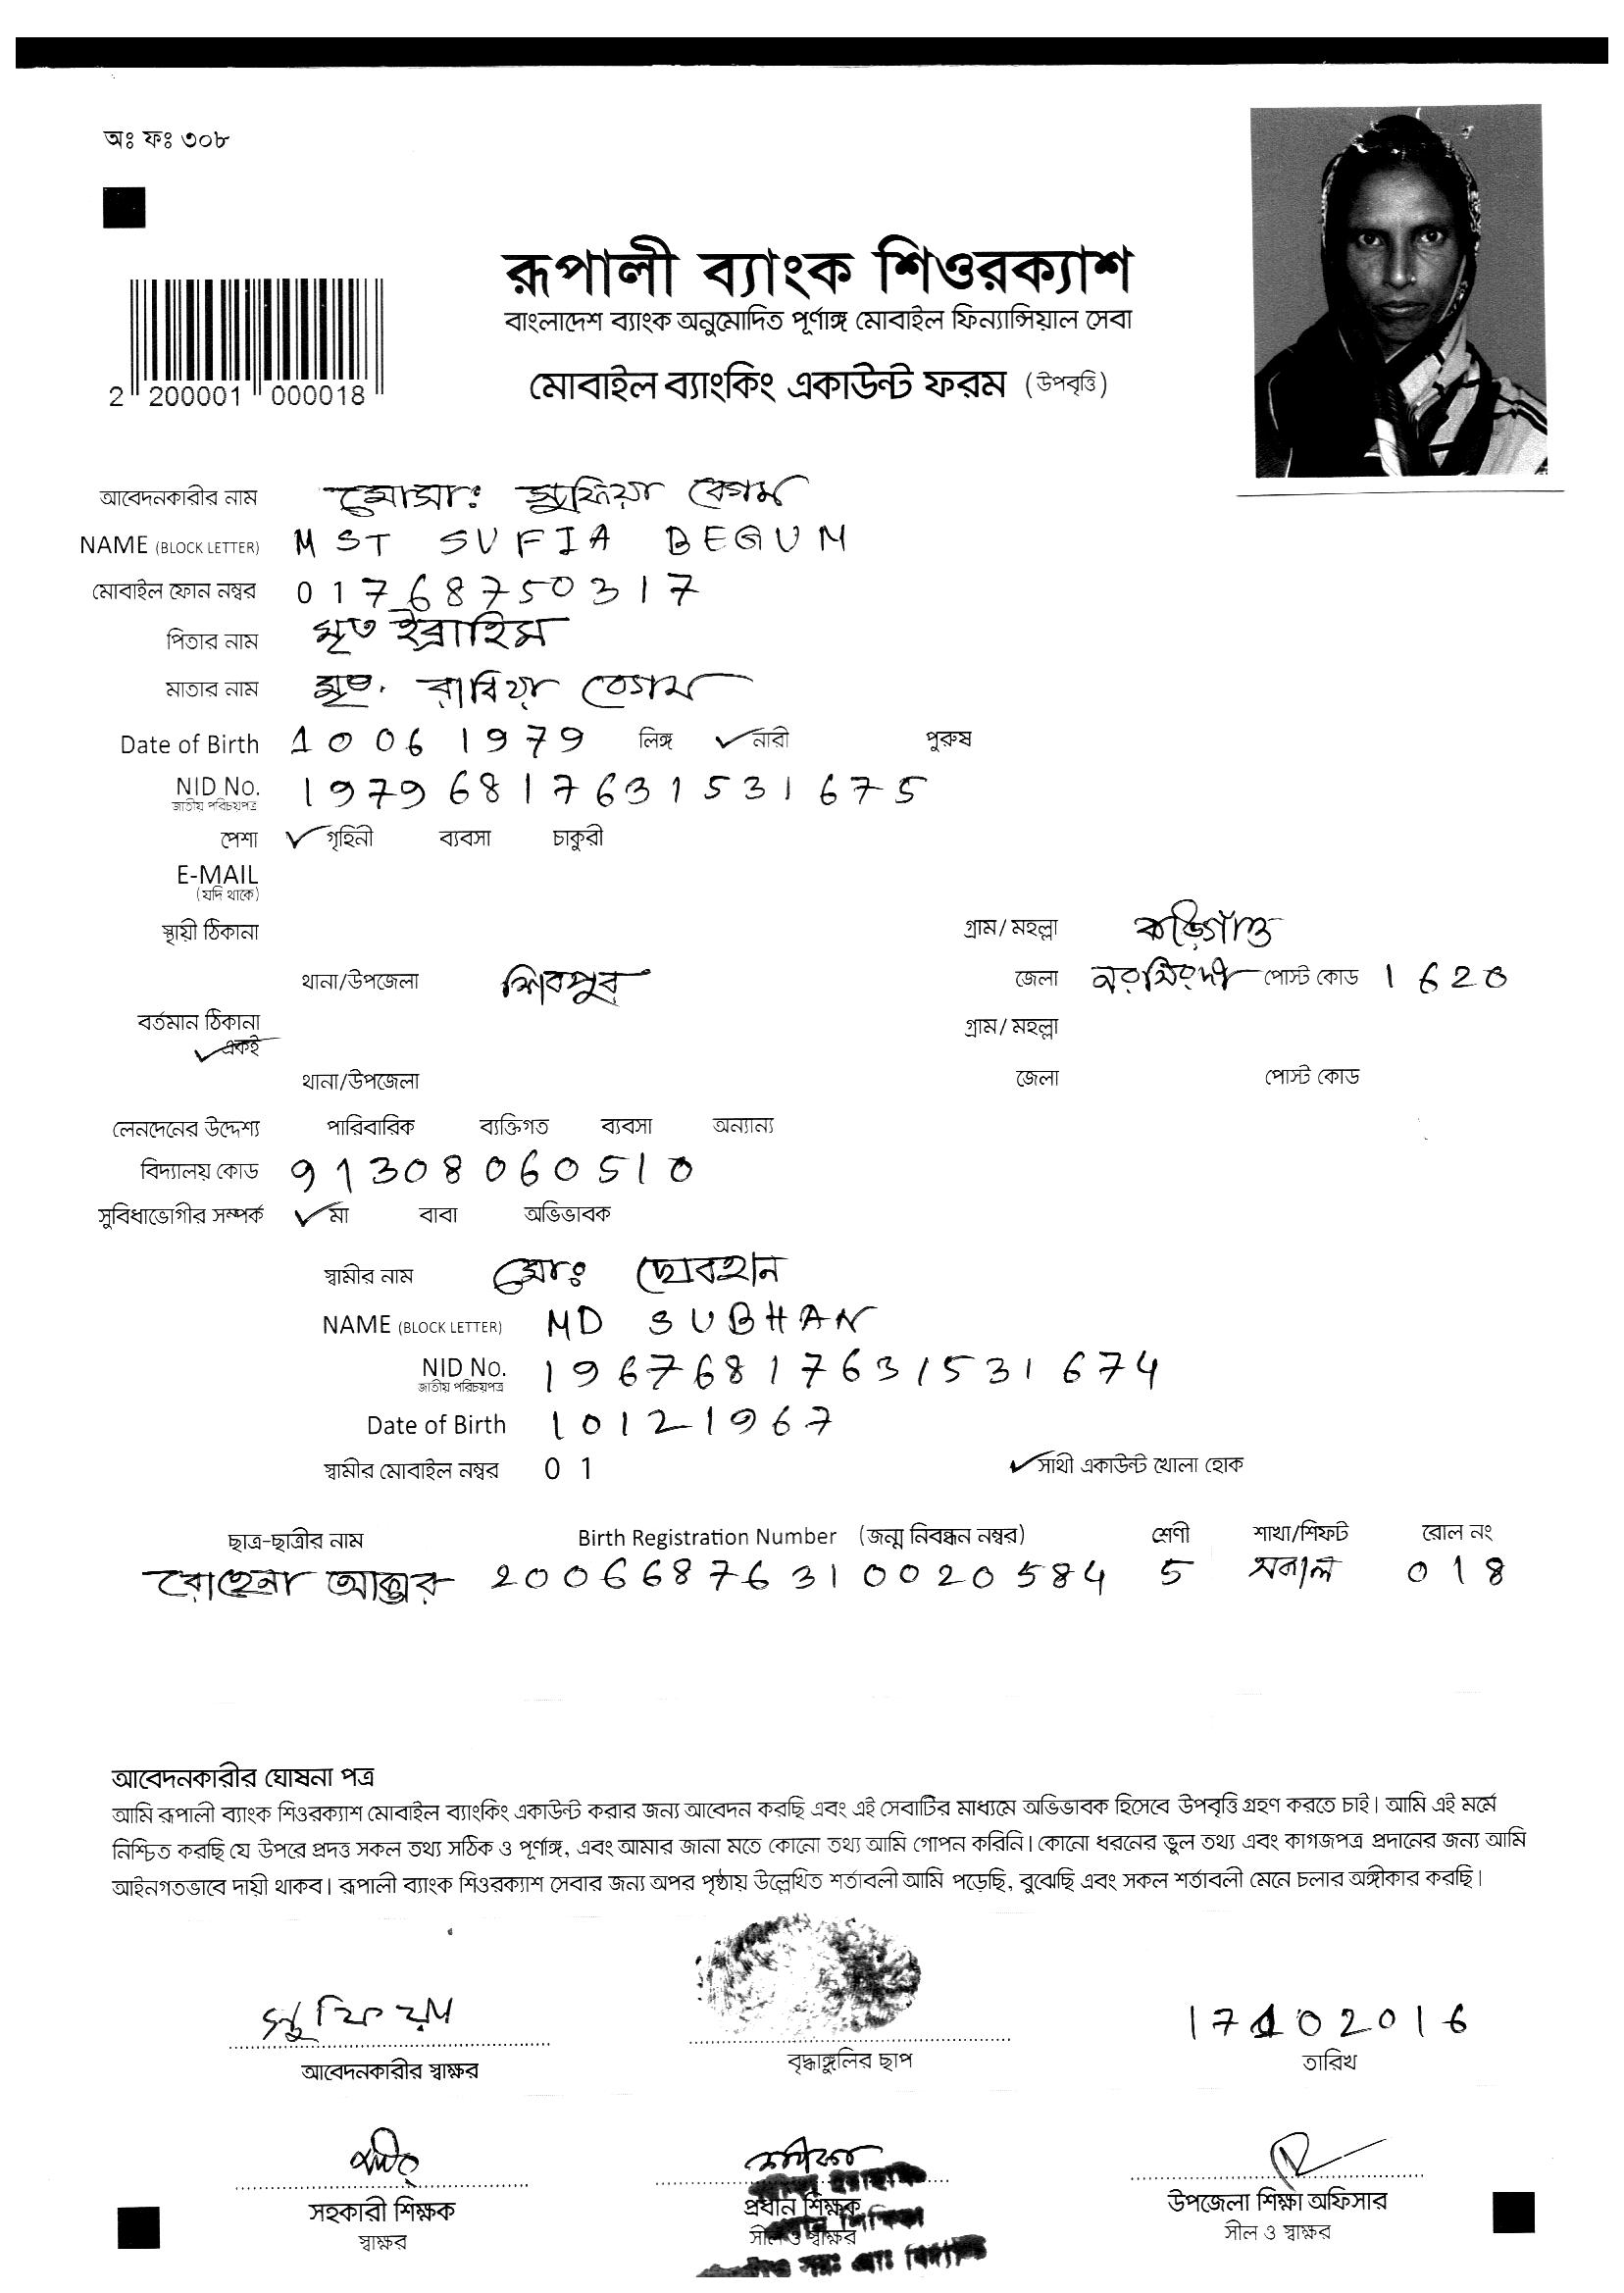 অঃ ফঃ ৩০৮
রূপালী ব্যাংক শিওরক্যাশ
বাংলাদেশ ব্যাংক অনুমোদিত পূর্ণাঙ্গ মোবাইল ফিন্যান্সিয়াল সেবা
মোবাইল ব্যাংকিং একাউন্ট ফরম (উপবৃত্তি)
2 200001 000018
আবেদনকারীর নাম মোসাঃ সুফিয়া বেগম
NAME (BLOCK LETTER) MST SUFIA BEGUM
মোবাইল ফোন নম্বর 01768750317
পিতার নাম মৃত ইব্রাহিম
মাতার নাম মৃত. রাবিয়া বেগম
Date of Birth 10061979 লিঙ্গ ✓নারী পুরুষ
NID No. 19796817631531675
জাতীয় পরিচয়পত্র
পেশা ✓গৃহিনী ব্যবসা চাকুরী
E-MAIL
(যদি থাকে)
স্থায়ী ঠিকানা গ্রাম/মহল্লা
থানা/উপজেলা শিবপুর জেলা নরসিংদী পোস্ট কোড 1620
বর্তমান ঠিকানা গ্রাম/মহল্লা
✓একই
থানা/উপজেলা জেলা পোস্ট কোড
লেনদেনের উদ্দেশ্য পারিবারিক ব্যক্তিগত ব্যবসা অন্যান্য
বিদ্যালয় কোড 91308060510
সুবিধাভোগীর সম্পর্ক ✓মা বাবা অভিভাবক
স্বামীর নাম মোঃ ছোবহান
NAME (BLOCK LETTER) MD SUBHAN
NID No. 19676817631531674
জাতীয় পরিচয়পত্র
Date of Birth 10121967
স্বামীর মোবাইল নম্বর 01 ✓সাথী একাউন্ট খোলা হোক
ছাত্র-ছাত্রীর নাম Birth Registration Number (জন্ম নিবন্ধন নম্বর) শ্রেণী শাখা/শিফট রোল নং
রোহেনা আক্তার 20066876310020584 5 সকাল 018
আবেদনকারীর ঘোষনা পত্র
আমি রূপালী ব্যাংক শিওরক্যাশ মোবাইল ব্যাংকিং একাউন্ট করার জন্য আবেদন করছি এবং এই সেবাটির মাধ্যমে অভিভাবক হিসেবে উপবৃত্তি গ্রহণ করতে চাই। আমি এই মর্মে
নিশ্চিত করছি যে উপরে প্রদত্ত সকল তথ্য সঠিক ও পূর্ণাঙ্গ, এবং আমার জানা মতে কোনো তথ্য আমি গোপন করিনি। কোনো ধরনের ভুল তথ্য এবং কাগজপত্র প্রদানের জন্য আমি
আইনগতভাবে দায়ী থাকব। রূপালী ব্যাংক শিওরক্যাশ সেবার জন্য অপর পৃষ্ঠায় উল্লেখিত শর্তাবলী আমি পড়েছি, বুঝেছি এবং সকল শর্তাবলী মেনে চলার অঙ্গীকার করছি।
সুফিয়া 17102016
আবেদনকারীর স্বাক্ষর বৃদ্ধাঙ্গুলির ছাপ তারিখ
সহকারী শিক্ষক প্রধান শিক্ষক উপজেলা শিক্ষা অফিসার
স্বাক্ষর সীল ও স্বাক্ষর সীল ও স্বাক্ষর